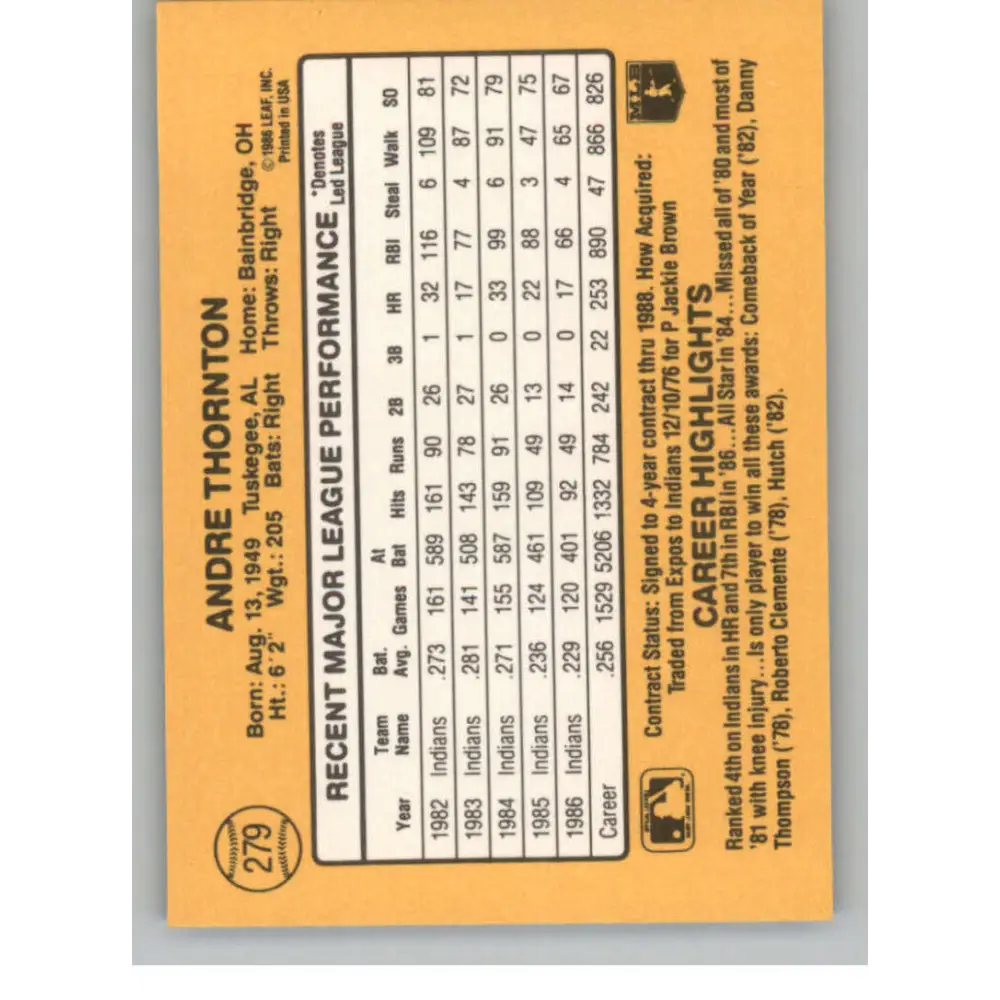 279
ANDRE THORNTON
Born: Aug. 13, 1949 Tuskegee, AL Home: Bainbridge, OH
Ht.: 6´2" Wgt.: 205 Bats: Right Throws: Right
©1986 LEAF, INC.
Printed in USA
RECENT MAJOR LEAGUE PERFORMANCE
*Denotes
Led League
Year Team Name Bat. Avg. Games At Bat Hits Runs 2B 3B HR RBI Steal Walk SO
1982 Indians .273 161 589 161 90 26 1 32 116 6 109 81
1983 Indians .281 141 508 143 78 27 1 17 77 4 87 72
1984 Indians .271 155 587 159 91 26 0 33 99 6 91 79
1985 Indians .236 124 461 109 49 13 0 22 88 3 47 75
1986 Indians .229 120 401 92 49 14 0 17 66 4 65 67
Career .256 1529 5206 1332 784 242 22 253 890 47 866 826
Contract Status: Signed to 4-year contract thru 1988. How Acquired:
Traded from Expos to Indians 12/10/76 for P Jackie Brown
MLB
CAREER HIGHLIGHTS
Ranked 4th on Indians in HR and 7th in RBI in '86...All Star in '84...Missed all of '80 and most of
'81 with knee injury...Is only player to win all these awards: Comeback of Year ('82), Danny
Thompson ('78), Roberto Clemente ('78), Hutch ('82).